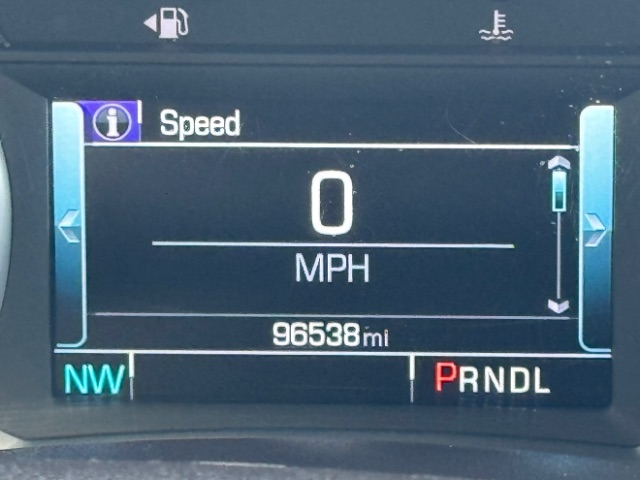 Speed
0
MPH
96538 mi
NW
PRNDL